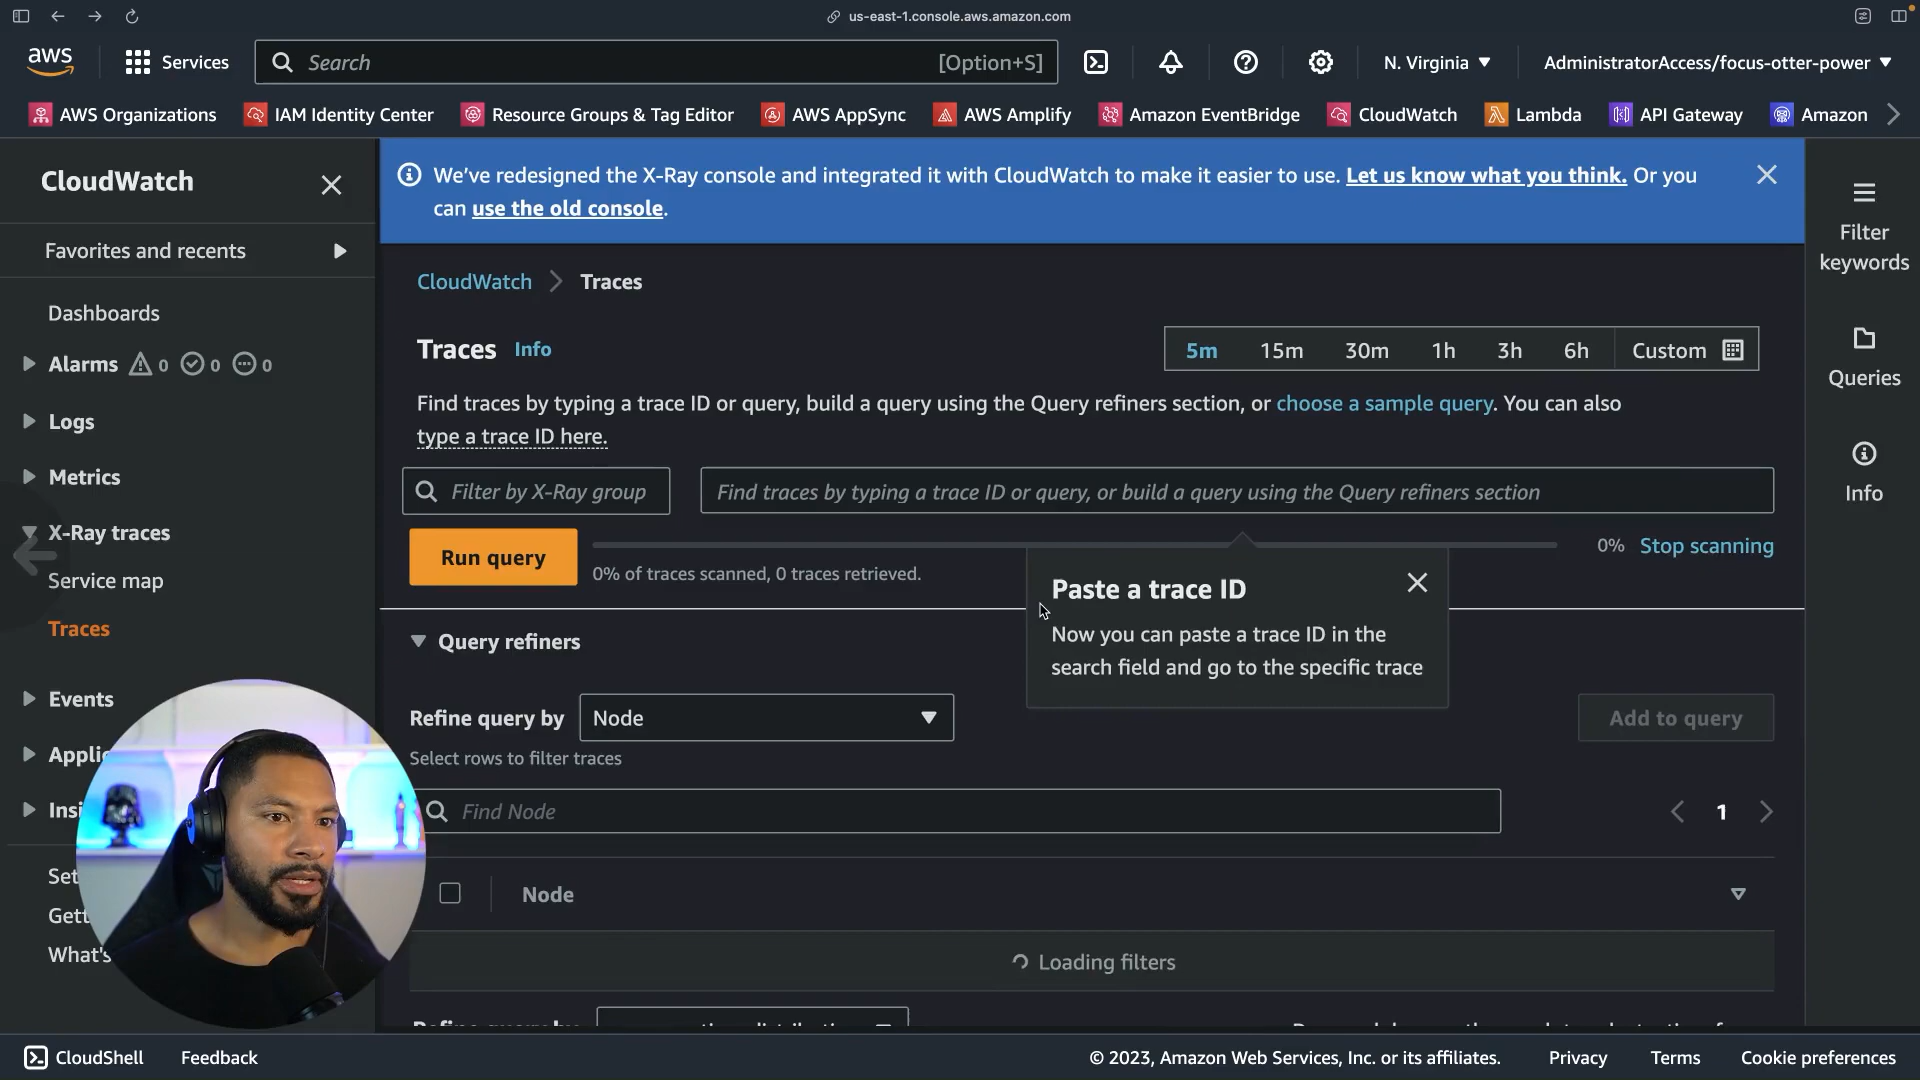 us-east-1.console.aws.amazon.com
aws
Services
Search
[Option+S]
N. Virginia
AdministratorAccess/focus-otter-power
AWS Organizations
IAM Identity Center
Resource Groups & Tag Editor
AWS AppSync
AWS Amplify
Amazon EventBridge
CloudWatch
Lambda
API Gateway
Amazon
CloudWatch
Favorites and recents
Dashboards
Alarms 0 0 0
Logs
Metrics
X-Ray traces
Service map
Traces
Events
Applic
Insi
Set
Gett
What's
We've redesigned the X-Ray console and integrated it with CloudWatch to make it easier to use. Let us know what you think. Or you
can use the old console.
CloudWatch
Traces
Traces
Info
5m
15m
30m
1h
3h
6h
Custom
Find traces by typing a trace ID or query, build a query using the Query refiners section, or choose a sample query. You can also
type a trace ID here.
Filter by X-Ray group
Find traces by typing a trace ID or query, or build a query using the Query refiners section
Run query
0% of traces scanned, 0 traces retrieved.
0%
Stop scanning
Paste a trace ID
Now you can paste a trace ID in the
search field and go to the specific trace
Query refiners
Refine query by
Node
Add to query
Select rows to filter traces
Find Node
1
Node
Loading filters
Refine query by
Filter
keywords
Queries
Info
CloudShell
Feedback
© 2023, Amazon Web Services, Inc. or its affiliates.
Privacy
Terms
Cookie preferences